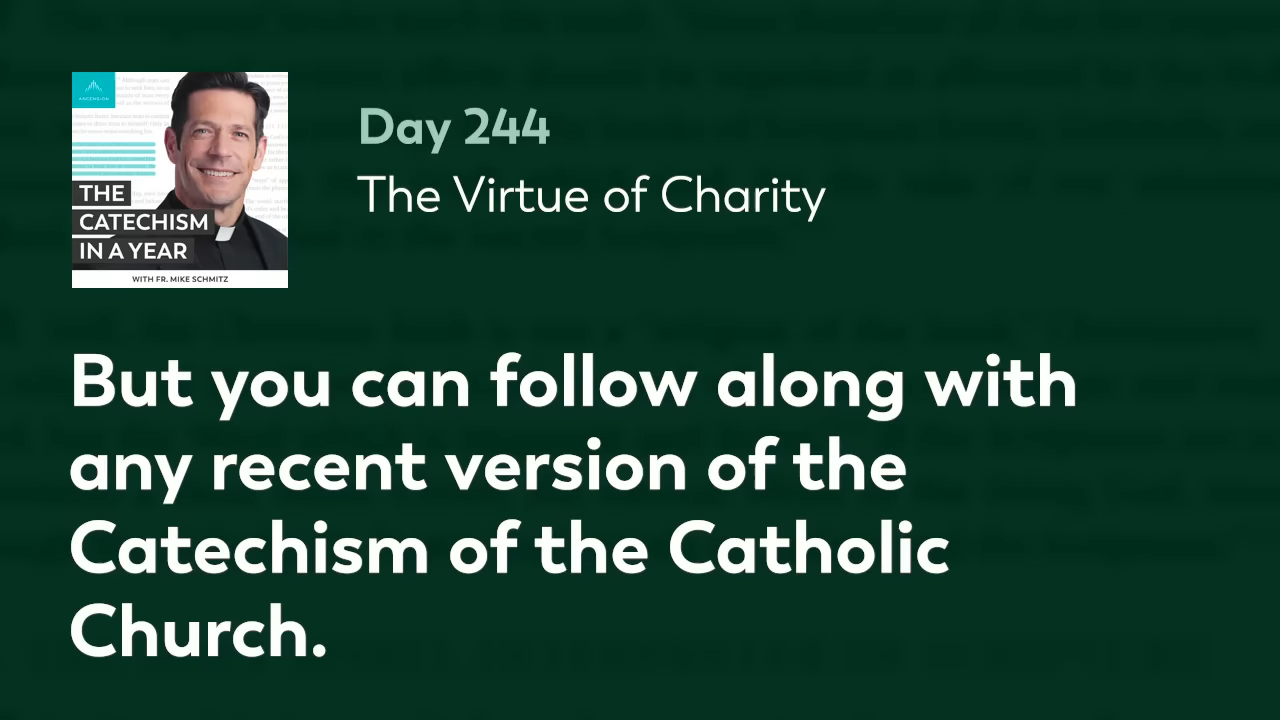 ASCENSION
THE
CATECHISM
IN A YEAR
WITH FR. MIKE SCHMITZ
Day 244
The Virtue of Charity
But you can follow along with
any recent version of the
Catechism of the Catholic
Church.